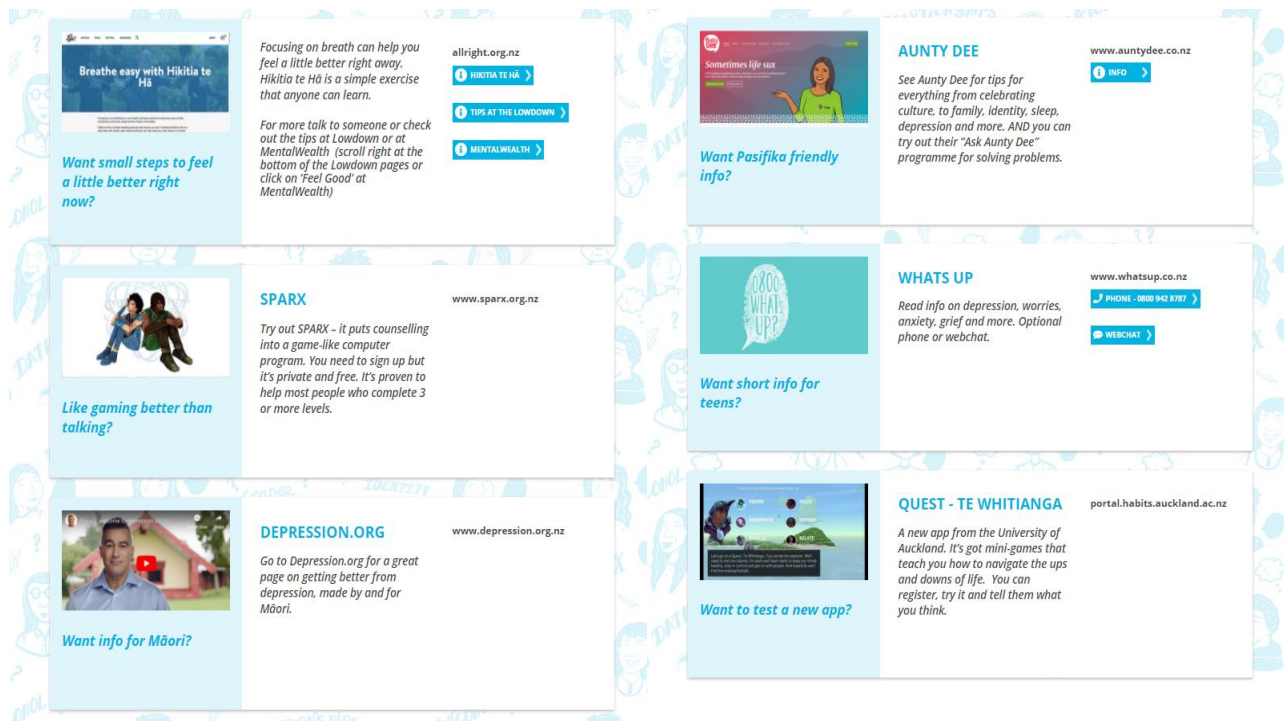 Breathe easy with Hikitia te
Hā
Want small steps to feel
a little better right
now?
Focusing on breath can help you
feel a little better right away.
Hikitia te Hā is a simple exercise
that anyone can learn.
For more talk to someone or check
out the tips at Lowdown or at
MentalWealth (scroll right at the
bottom of the Lowdown pages or
click on 'Feel Good' at
MentalWealth)
allright.org.nz
HIKITIA TE HĀ
TIPS AT THE LOWDOWN
MENTALWEALTH
Like gaming better than
talking?
SPARX
Try out SPARX – it puts counselling
into a game-like computer
program. You need to sign up but
it's private and free. It's proven to
help most people who complete 3
or more levels.
www.sparx.org.nz
Want info for Māori?
DEPRESSION.ORG
Go to Depression.org for a great
page on getting better from
depression, made by and for
Māori.
www.depression.org.nz
Sometimes life sux
Want Pasifika friendly
info?
AUNTY DEE
See Aunty Dee for tips for
everything from celebrating
culture, to family, identity, sleep,
depression and more. AND you can
try out their "Ask Aunty Dee"
programme for solving problems.
www.auntydee.co.nz
INFO
0800
WHATS
UP?
Want short info for
teens?
WHATS UP
Read info on depression, worries,
anxiety, grief and more. Optional
phone or webchat.
www.whatsup.co.nz
PHONE - 0800 942 8787
WEBCHAT
Want to test a new app?
QUEST - TE WHITIANGA
A new app from the University of
Auckland. It's got mini-games that
teach you how to navigate the ups
and downs of life. You can
register, try it and tell them what
you think.
portal.habits.auckland.ac.nz
IDENTITY